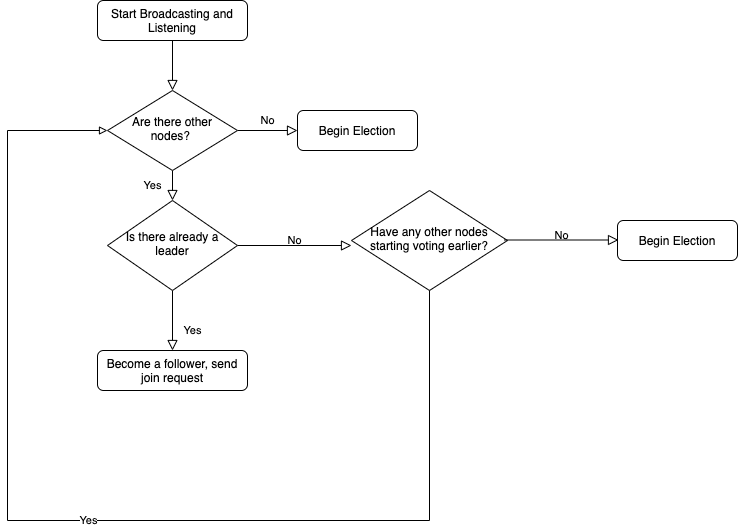 Start Broadcasting and
Listening
Are there other
nodes?
No
Begin Election
Yes
Is there already a
leader
No
Have any other nodes
starting voting earlier?
No
Begin Election
Yes
Become a follower, send
join request
Yes